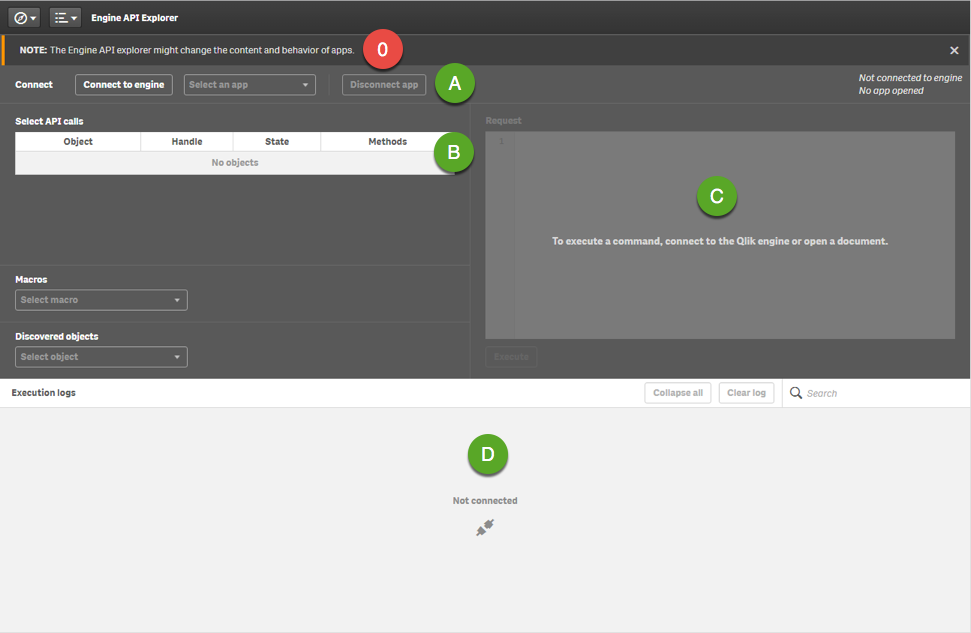 Engine API Explorer
NOTE: The Engine API explorer might change the content and behavior of apps.
0
Connect
Connect to engine
Select an app
Disconnect app
A
Not connected to engine
No app opened
Select API calls
Object Handle State Methods
No objects
B
Request
1
C
To execute a command, connect to the Qlik engine or open a document.
Macros
Select macro
Discovered objects
Select object
Execute
Execution logs
Collapse all
Clear log
Search
D
Not connected